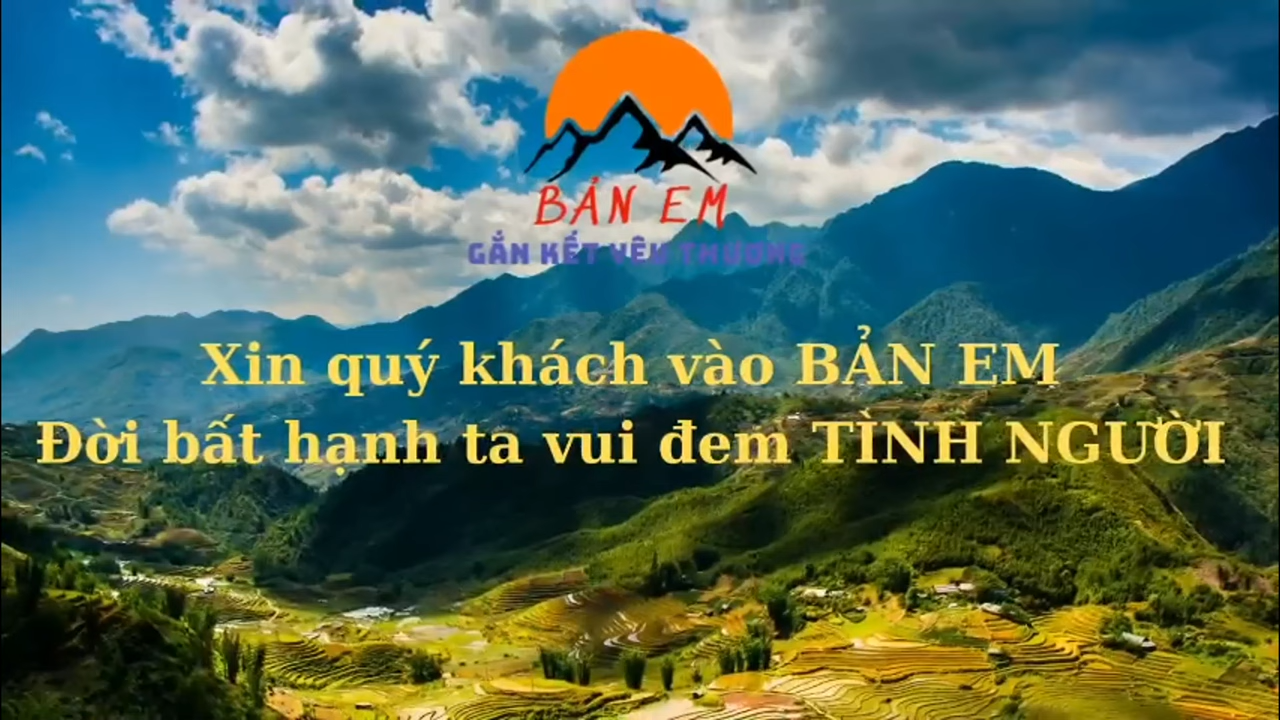 BẢN EM
GẮN KẾT YÊU THƯƠNG
Xin quý khách vào BẢN EM
Đời bất hạnh ta vui đem TÌNH NGƯỜI